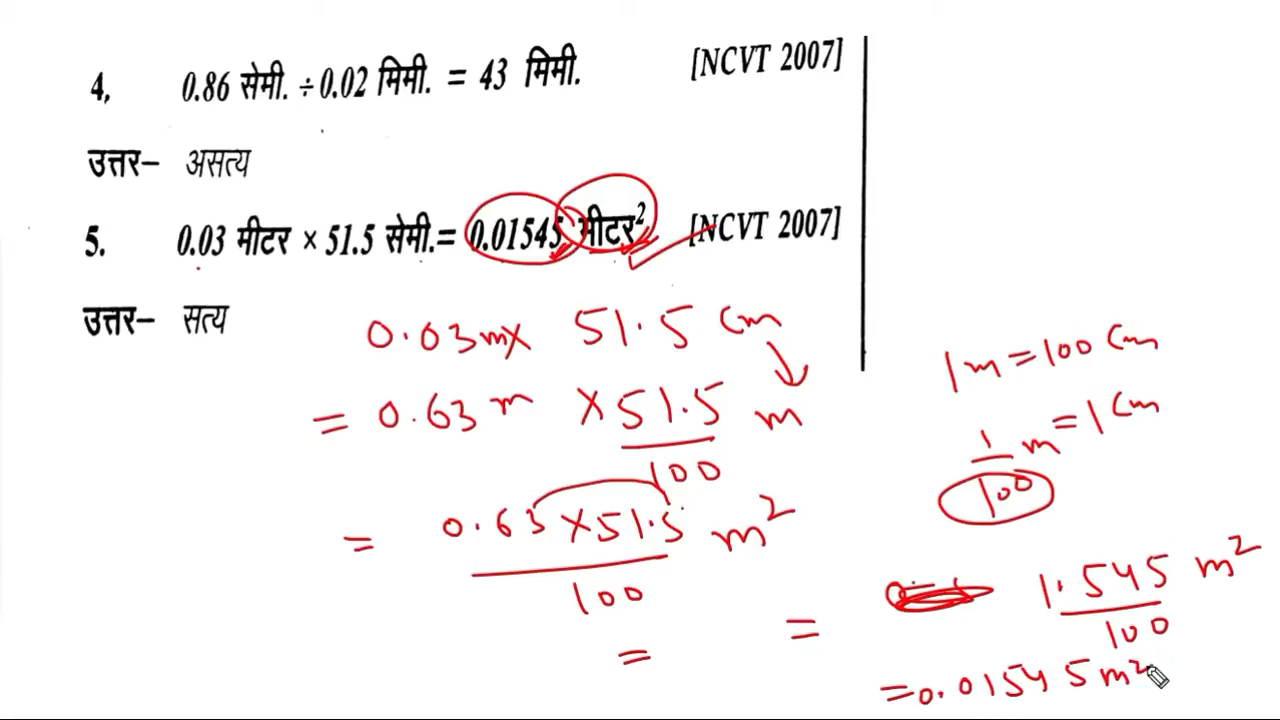 4, 0.86 सेमी. ÷ 0.02 मिमी. = 43 मिमी. [NCVT 2007]
उत्तर– असत्य
5. 0.03 मीटर × 51.5 सेमी.= 0.01545 मीटर² [NCVT 2007]
उत्तर– सत्य
0.03m× 51.5 cm
= 0.63 m × 51.5/100 m
= 0.63 × 51.5/100 m²
=
1m = 100 cm
1/100 m = 1 cm
= 1.545/100 m²
= 0.01545 m²